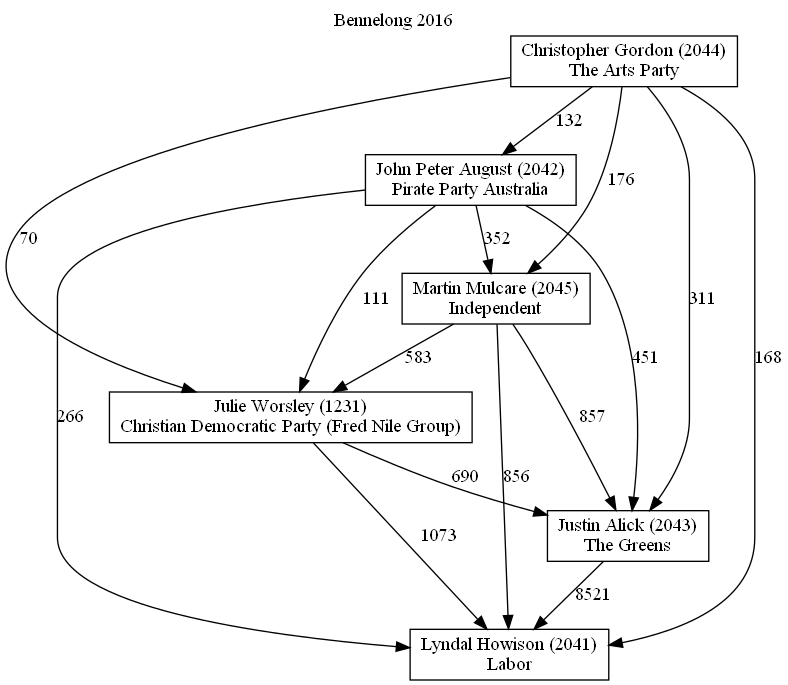 Bennelong 2016
Christopher Gordon (2044)
The Arts Party
132
John Peter August (2042)
Pirate Party Australia
176
70
352
111
Martin Mulcare (2045)
Independent
311
583
451
168
Julie Worsley (1231)
Christian Democratic Party (Fred Nile Group)
266
857
690
856
1073
Justin Alick (2043)
The Greens
8521
Lyndal Howison (2041)
Labor